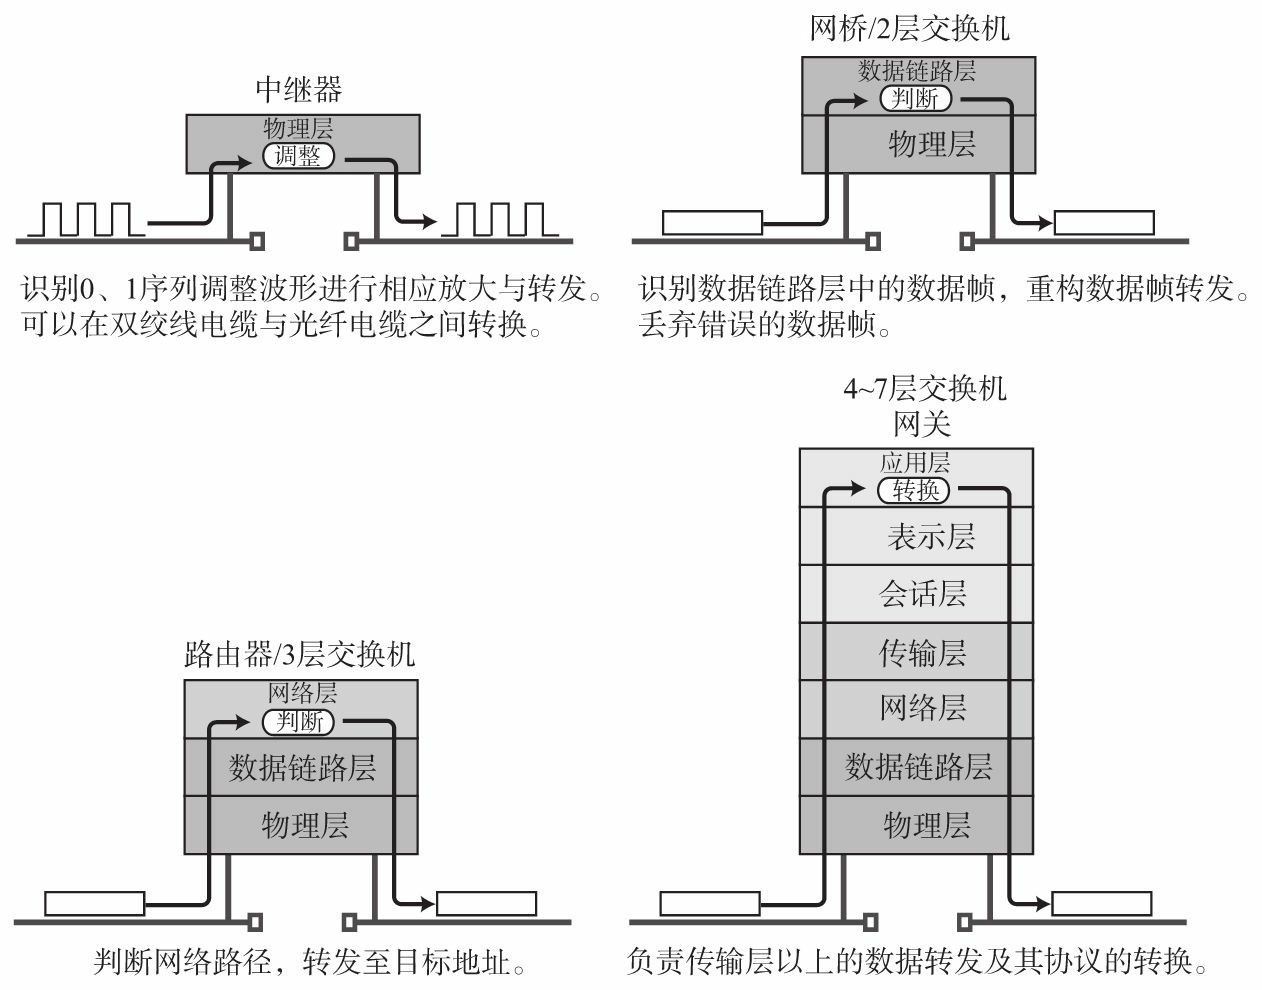 中继器
物理层
调整
识别0、1序列调整波形进行相应放大与转发。
可以在双绞线电缆与光纤电缆之间转换。
网桥/2层交换机
数据链路层
判断
物理层
识别数据链路层中的数据帧，重构数据帧转发。
丢弃错误的数据帧。
路由器/3层交换机
网络层
判断
数据链路层
物理层
判断网络路径，转发至目标地址。
4~7层交换机
网关
应用层
转换
表示层
会话层
传输层
网络层
数据链路层
物理层
负责传输层以上的数据转发及其协议的转换。